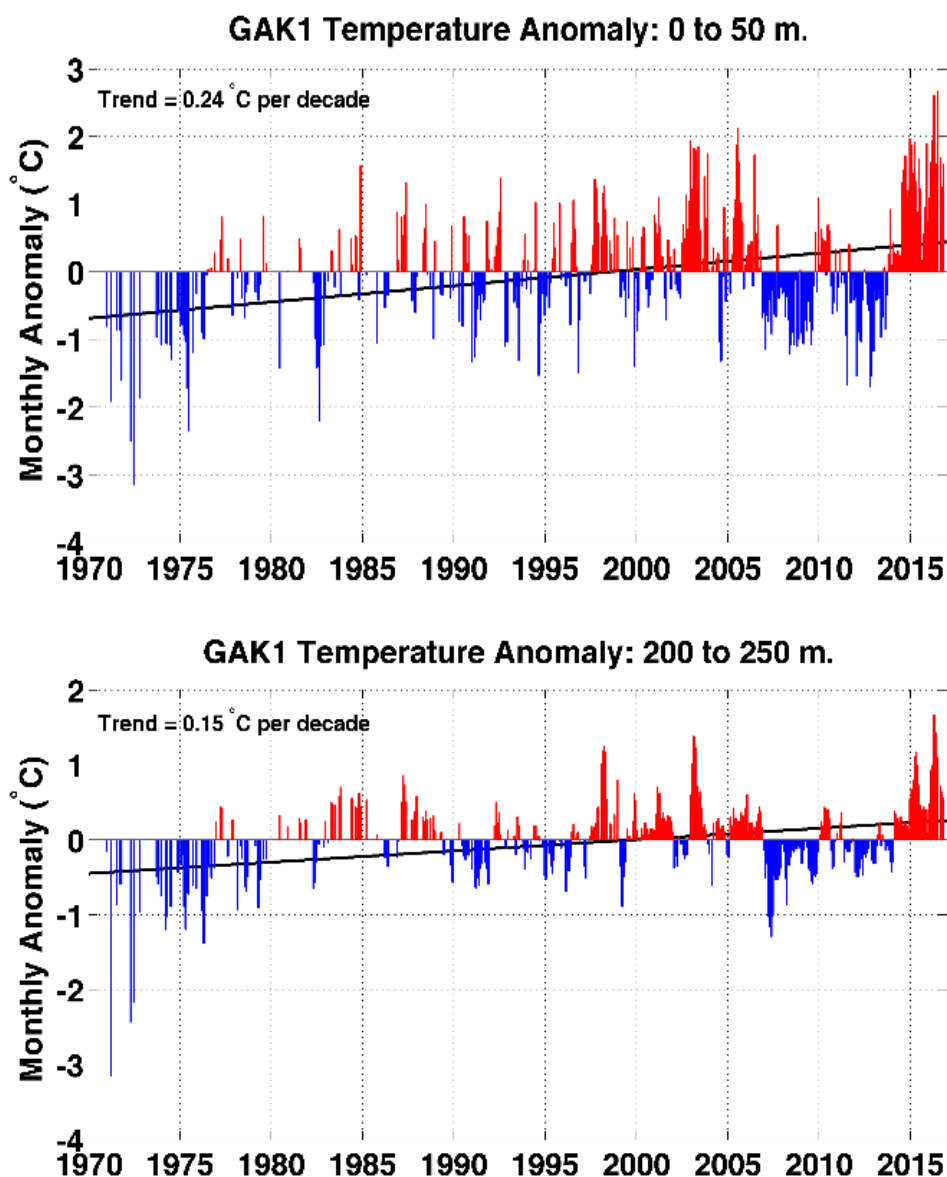 GAK1 Temperature Anomaly: 0 to 50 m.
Trend = 0.24 °C per decade
Monthly Anomaly (°C)
3
2
1
0
-1
-2
-3
-4
1970 1975 1980 1985 1990 1995 2000 2005 2010 2015
GAK1 Temperature Anomaly: 200 to 250 m.
Trend = 0.15 °C per decade
Monthly Anomaly (°C)
2
1
0
-1
-2
-3
-4
1970 1975 1980 1985 1990 1995 2000 2005 2010 2015